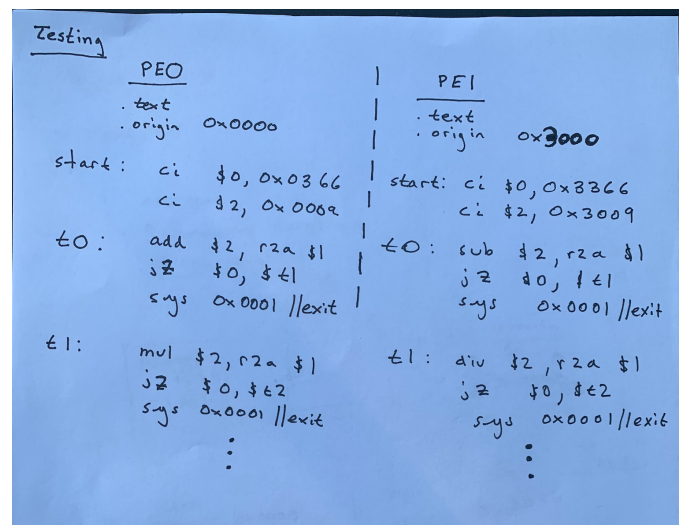 Testing
PE0
. text
. origin 0x0000
start: ci $0, 0x0366
ci $2, 0x0009
t0: add $2, r2a $1
jz $0, $t1
sys 0x0001 //exit
t1: mul $2, r2a $1
jz $0, $t2
sys 0x0001 //exit
PE1
. text
. origin 0x3000
start: ci $0, 0x3366
ci $2, 0x3009
t0: sub $2, r2a $1
jz $0, $t1
sys 0x0001 //exit
t1: div $2, r2a $1
jz $0, $t2
sys 0x0001 //exit